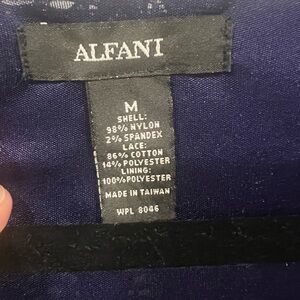 ALFANI
M
SHELL:
98% NYLON
2% SPANDEX
LACE:
86% COTTON
14% POLYESTER
LINING:
100% POLYESTER
MADE IN TAIWAN
WPL 8046